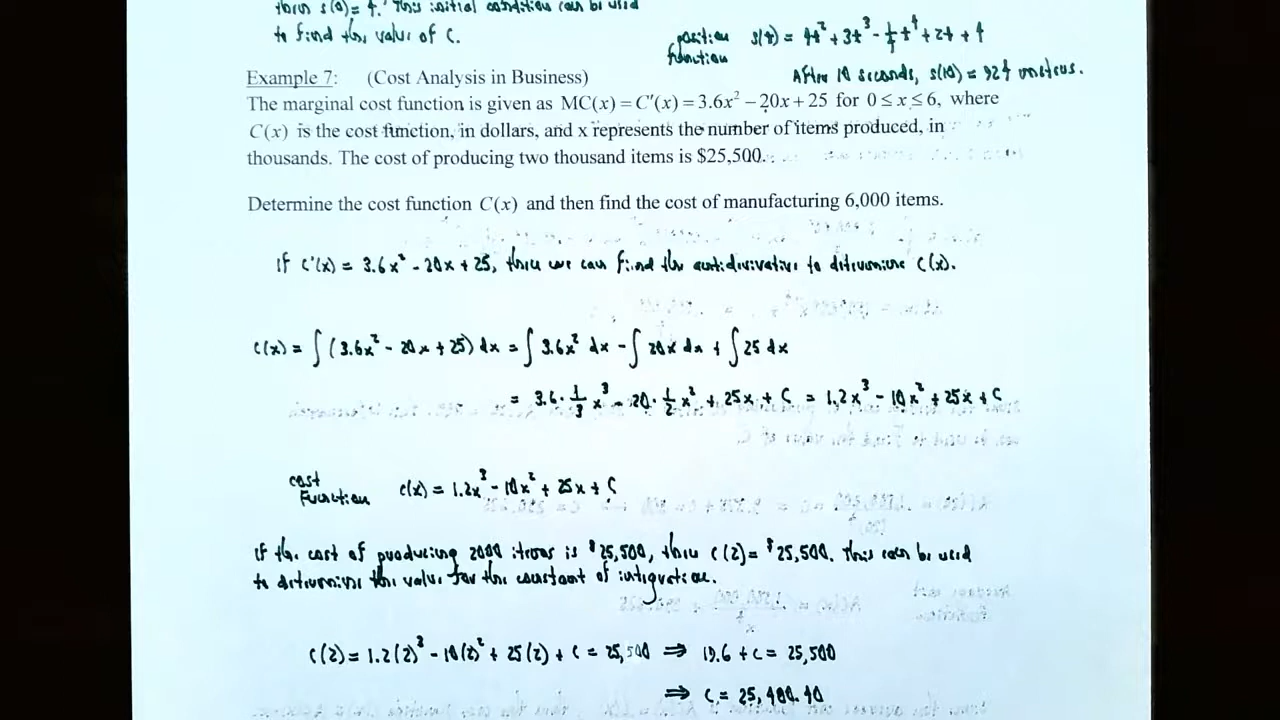 then s(0) = 4. This initial condition can be used
to find the value of C.
position function s(t) = 4t² + 3t³ - 1/4 t⁴ + 2t + 4
After 10 seconds, s(10) = 924 meters.
Example 7: (Cost Analysis in Business)
The marginal cost function is given as MC(x) = C'(x) = 3.6x² − 20x + 25 for 0 ≤ x ≤ 6, where
C(x) is the cost function, in dollars, and x represents the number of items produced, in
thousands. The cost of producing two thousand items is $25,500.
Determine the cost function C(x) and then find the cost of manufacturing 6,000 items.
If C'(x) = 3.6x² - 20x + 25, then we can find the antiderivative to determine C(x).
C(x) = ∫(3.6x² - 20x + 25) dx = ∫3.6x² dx - ∫20x dx + ∫25 dx
= 3.6 · 1/3 x³ - 20 · 1/2 x² + 25x + C = 1.2x³ - 10x² + 25x + C
cost function C(x) = 1.2x³ - 10x² + 25x + C
If the cost of producing 2000 items is $25,500, then C(2) = $25,500. This can be used
to determine the value for the constant of integration.
C(2) = 1.2(2)³ - 10(2)² + 25(2) + C = 25,500 ⇒ 19.6 + C = 25,500
⇒ C = 25,480.40